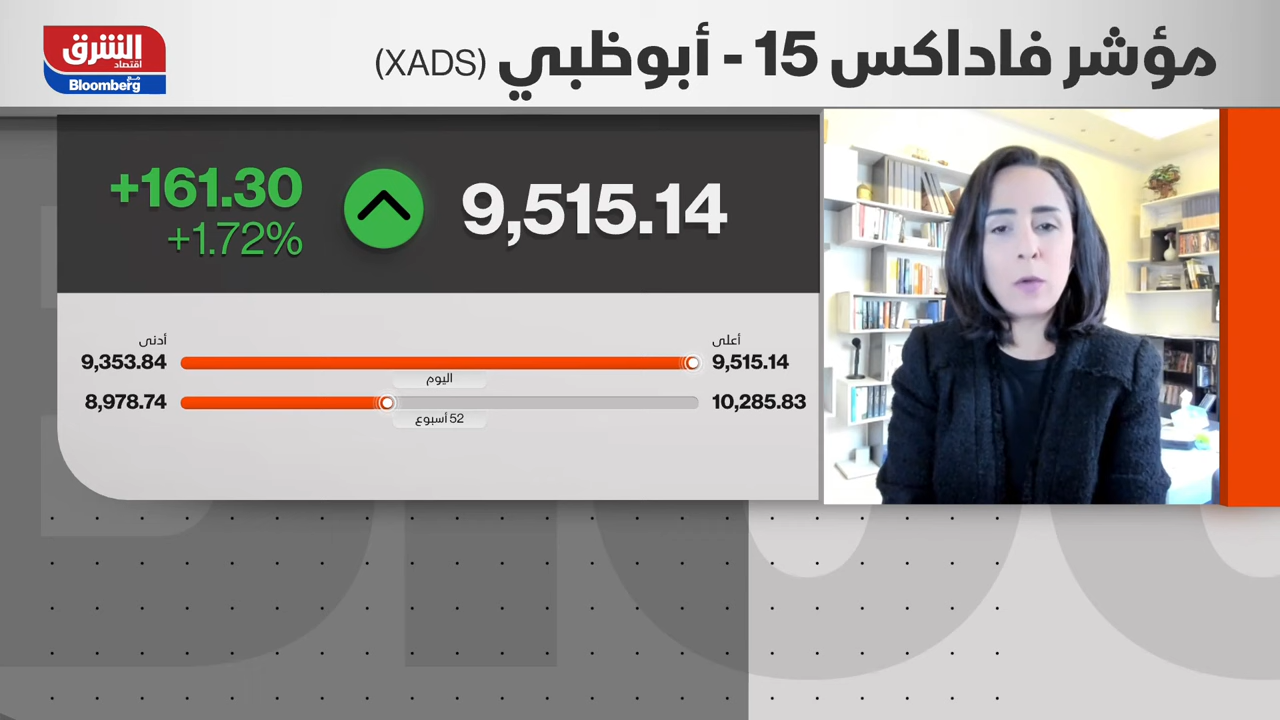 مؤشر فاداكس 15 - أبوظبي (XADS)
الشرق
اقتصاد
مع
Bloomberg
9,515.14
+161.30
+1.72%
أعلى
أدنى
9,515.14
9,353.84
اليوم
10,285.83
8,978.74
52 أسبوع